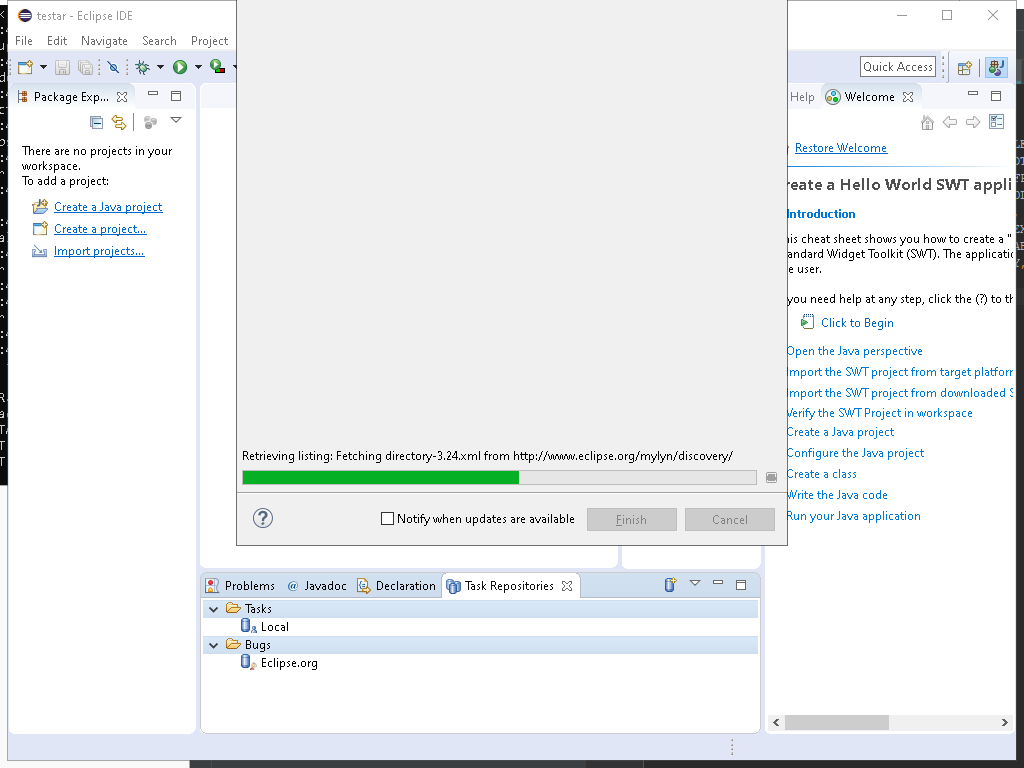 testar - Eclipse IDE
File Edit Navigate Search Project
Quick Access
Package Exp...
There are no projects in your
workspace.
To add a project:
Create a Java project
Create a project...
Import projects...
Retrieving listing: Fetching directory-3.24.xml from http://www.eclipse.org/mylyn/discovery/
Notify when updates are available
Finish
Cancel
Help
Welcome
Restore Welcome
reate a Hello World SWT appli
Introduction
is cheat sheet shows you how to create a "
andard Widget Toolkit (SWT). The applicatio
e user.
you need help at any step, click the (?) to th
Click to Begin
Open the Java perspective
Import the SWT project from target platform
Import the SWT project from downloaded S
Verify the SWT Project in workspace
Create a Java project
Configure the Java project
Create a class
Write the Java code
Run your Java application
Problems
@ Javadoc
Declaration
Task Repositories
Tasks
Local
Bugs
Eclipse.org